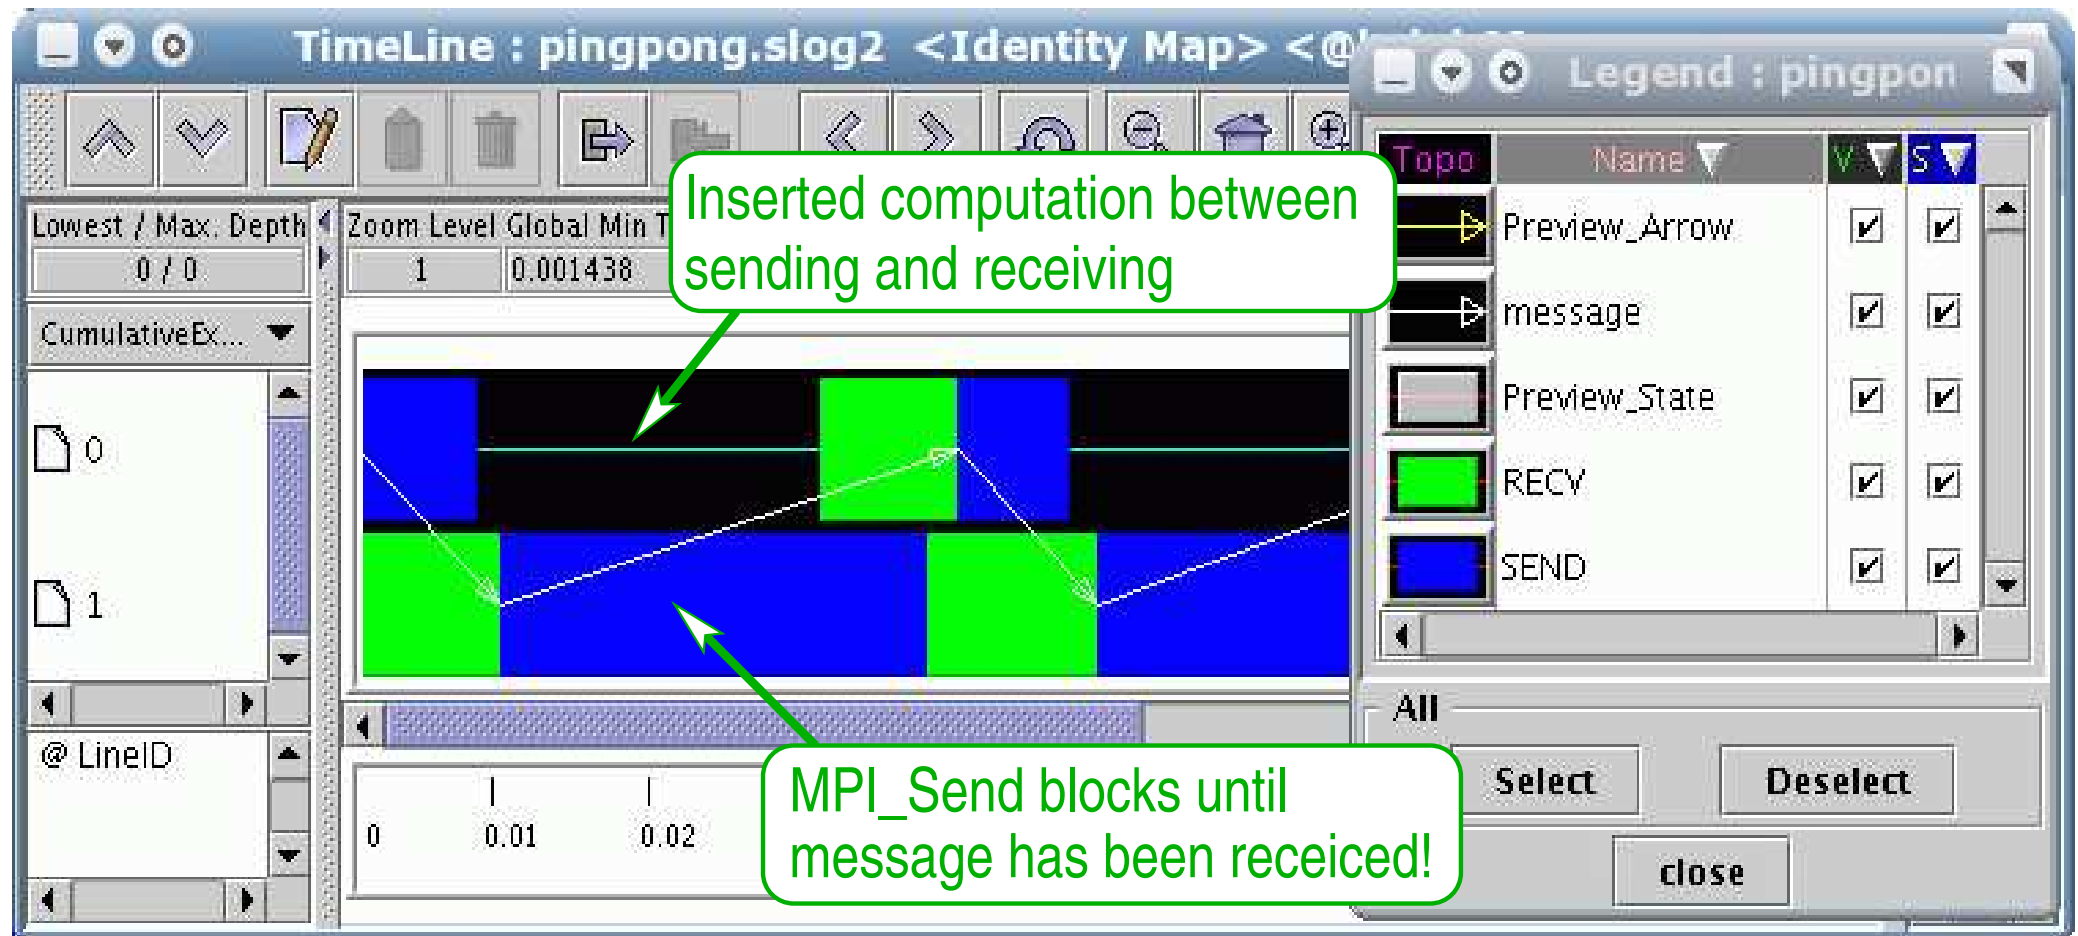 TimeLine : pingpong.slog2 <Identity Map> <@
Legend : pingpon
Topo Name V S
Inserted computation between
sending and receiving
Lowest / Max. Depth
Zoom Level Global Min T
0 / 0
1
0.001438
CumulativeEx...
0
1
Preview_Arrow
message
Preview_State
RECV
SEND
@ LineID
0 0.01 0.02
MPI_Send blocks until
message has been receiced!
All
Select
Deselect
close